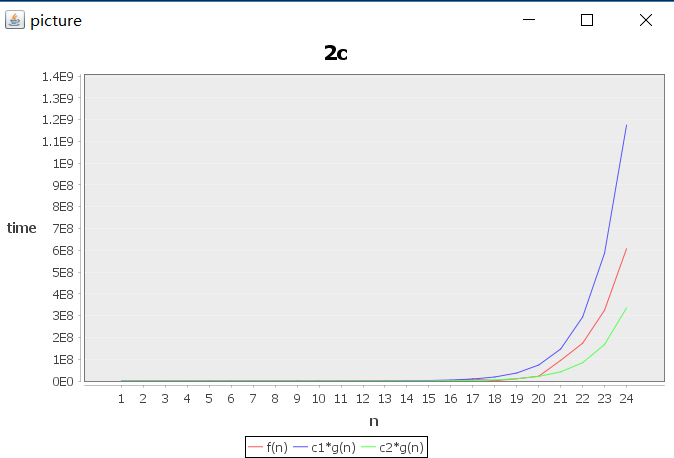 picture
2c
1.4E9
1.3E9
1.2E9
1.1E9
1E9
9E8
8E8
7E8
6E8
5E8
4E8
3E8
2E8
1E8
0E0
time
1 2 3 4 5 6 7 8 9 10 11 12 13 14 15 16 17 18 19 20 21 22 23 24
n
f(n) c1*g(n) c2*g(n)